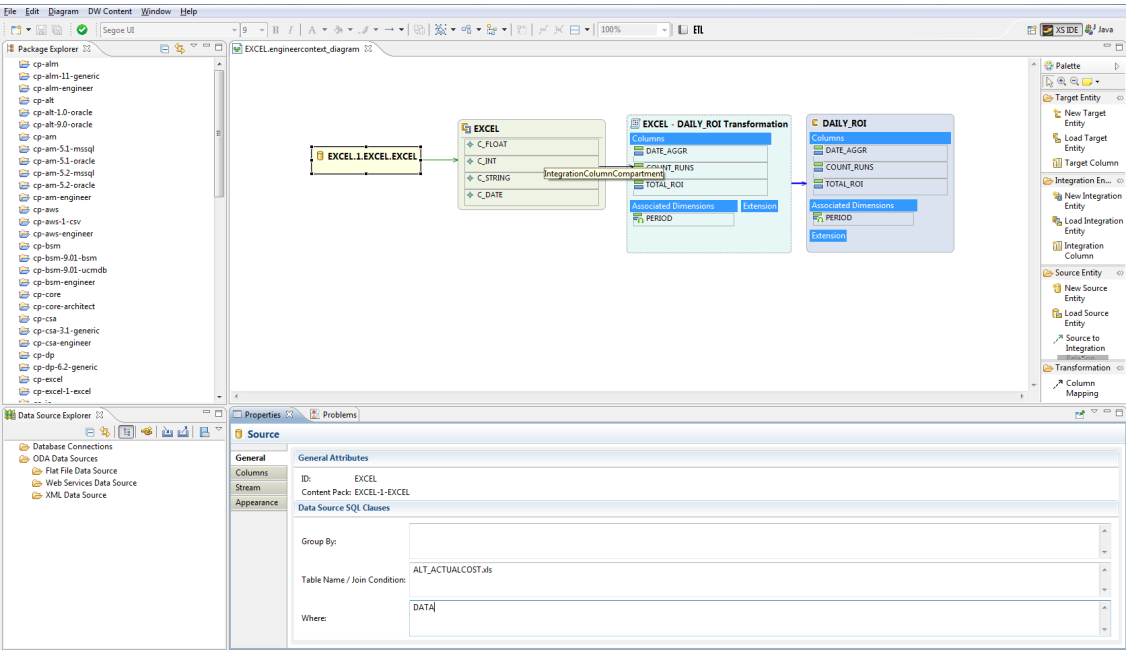 File Edit Diagram DW Content Window Help
Segoe UI 9 B I A 100% ETL XS IDE Java
Package Explorer
cp-alm
cp-alm-11-generic
cp-alm-engineer
cp-alt
cp-alt-1.0-oracle
cp-alt-9.0-oracle
cp-am
cp-am-5.1-mssql
cp-am-5.1-oracle
cp-am-5.2-mssql
cp-am-5.2-oracle
cp-am-engineer
cp-aws
cp-aws-1-csv
cp-aws-engineer
cp-bsm
cp-bsm-9.01-bsm
cp-bsm-9.01-ucmdb
cp-bsm-engineer
cp-core
cp-core-architect
cp-csa
cp-csa-3.1-generic
cp-csa-engineer
cp-dp
cp-dp-6.2-generic
cp-excel
cp-excel-1-excel
EXCEL.engineercontext_diagram
EXCEL.1.EXCEL.EXCEL
EXCEL
C_FLOAT
C_INT
C_STRING
C_DATE
IntegrationColumnCompartment
EXCEL - DAILY_ROI Transformation
Columns
DATE_AGGR
COUNT_RUNS
TOTAL_ROI
Associated Dimensions Extension
PERIOD
DAILY_ROI
Columns
DATE_AGGR
COUNT_RUNS
TOTAL_ROI
Associated Dimensions
PERIOD
Extension
Palette
Target Entity
New Target
Entity
Load Target
Entity
Target Column
Integration En...
New Integration
Entity
Load Integration
Entity
Integration
Column
Source Entity
New Source
Entity
Load Source
Entity
Source to
Integration
Transformation
Column
Mapping
Data Source Explorer
Database Connections
ODA Data Sources
Flat File Data Source
Web Services Data Source
XML Data Source
Properties Problems
Source
General
Columns
Stream
Appearance
General Attributes
ID: EXCEL
Content Pack: EXCEL-1-EXCEL
Data Source SQL Clauses
Group By:
Table Name / Join Condition: ALT_ACTUALCOST.xls
Where: DATA